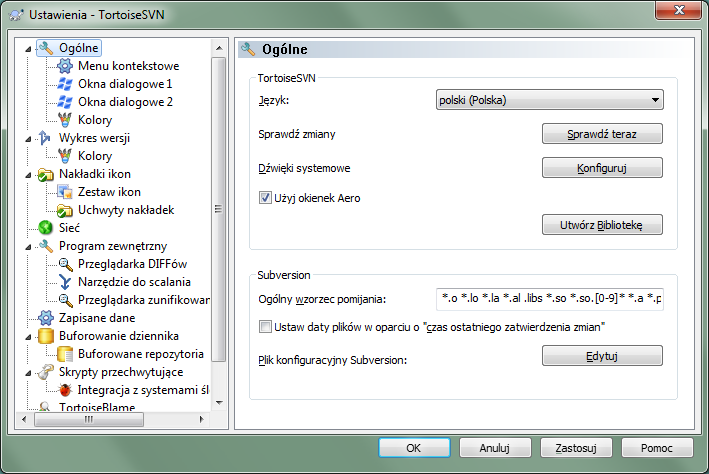 Ustawienia - TortoiseSVN
Ogólne
Menu kontekstowe
Okna dialogowe 1
Okna dialogowe 2
Kolory
Wykres wersji
Kolory
Nakładki ikon
Zestaw ikon
Uchwyty nakładek
Sieć
Program zewnętrzny
Przeglądarka DIFFów
Narzędzie do scalania
Przeglądarka zunifikowan
Zapisane dane
Buforowanie dziennika
Buforowane repozytoria
Skrypty przechwytujące
Integracja z systemami śl
TortoiseBlame
Ogólne
TortoiseSVN
Język: polski (Polska)
Sprawdź zmiany Sprawdź teraz
Dźwięki systemowe Konfiguruj
Użyj okienek Aero
Utwórz Bibliotekę
Subversion
Ogólny wzorzec pomijania: *.o *.lo *.la *.al .libs *.so *.so.[0-9]* *.a *.p
Ustaw daty plików w oparciu o "czas ostatniego zatwierdzenia zmian"
Plik konfiguracyjny Subversion: Edytuj
OK Anuluj Zastosuj Pomoc